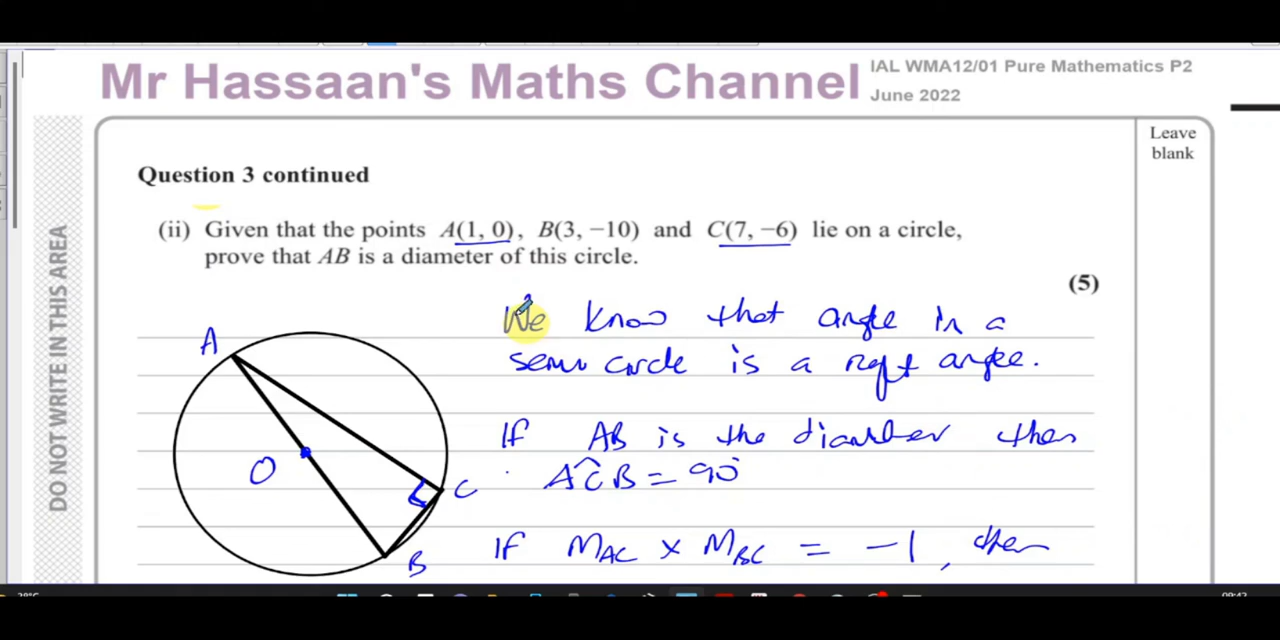 Mr Hassaan's Maths Channel
IAL WMA12/01 Pure Mathematics P2
June 2022
Leave
blank
Question 3 continued
(ii) Given that the points A(1, 0), B(3, −10) and C(7, −6) lie on a circle,
prove that AB is a diameter of this circle.
(5)
We know that angle in a
semi circle is a right angle.
If AB is the diameter then
AĈB = 90°
If MAC × MBC = −1, then
A
O
C
B
DO NOT WRITE IN THIS AREA